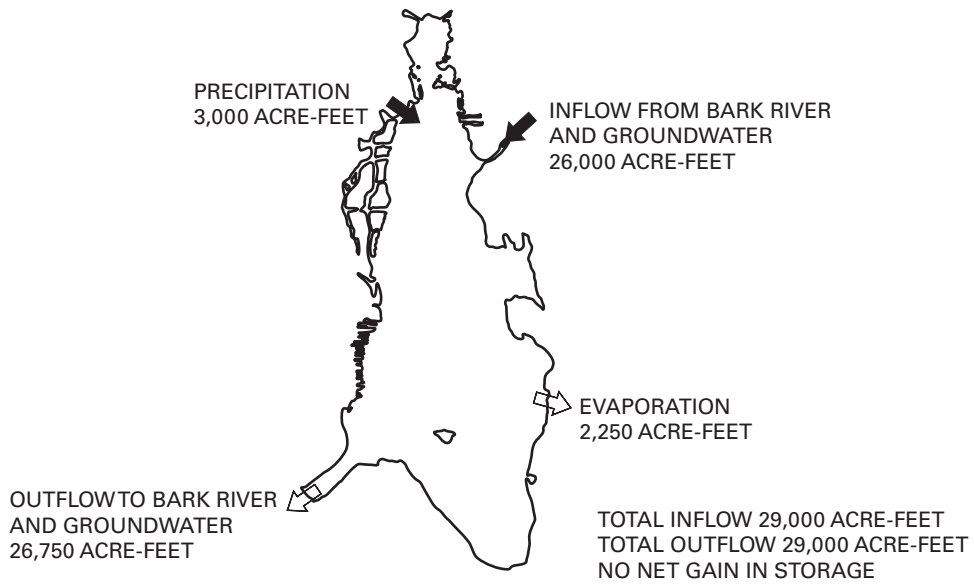 PRECIPITATION
3,000 ACRE-FEET
INFLOW FROM BARK RIVER
AND GROUNDWATER
26,000 ACRE-FEET
EVAPORATION
2,250 ACRE-FEET
OUTFLOW TO BARK RIVER
AND GROUNDWATER
26,750 ACRE-FEET
TOTAL INFLOW 29,000 ACRE-FEET
TOTAL OUTFLOW 29,000 ACRE-FEET
NO NET GAIN IN STORAGE